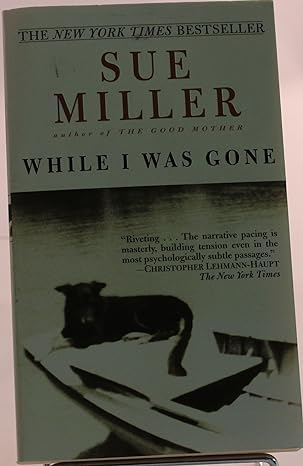 THE NEW YORK TIMES BESTSELLER
SUE
MILLER
author of THE GOOD MOTHER
WHILE I WAS GONE
"Riveting . . . The narrative pacing is
masterly, building tension even in the
most psychologically subtle passages."
—CHRISTOPHER LEHMANN-HAUPT
The New York Times